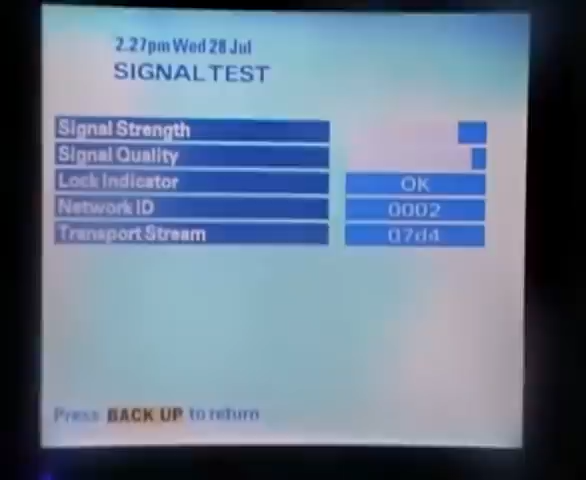 2.27pm Wed 28 Jul
SIGNAL TEST
Signal Strength
Signal Quality
Lock Indicator OK
Network ID 0002
Transport Stream 07d4
Press BACK UP to return